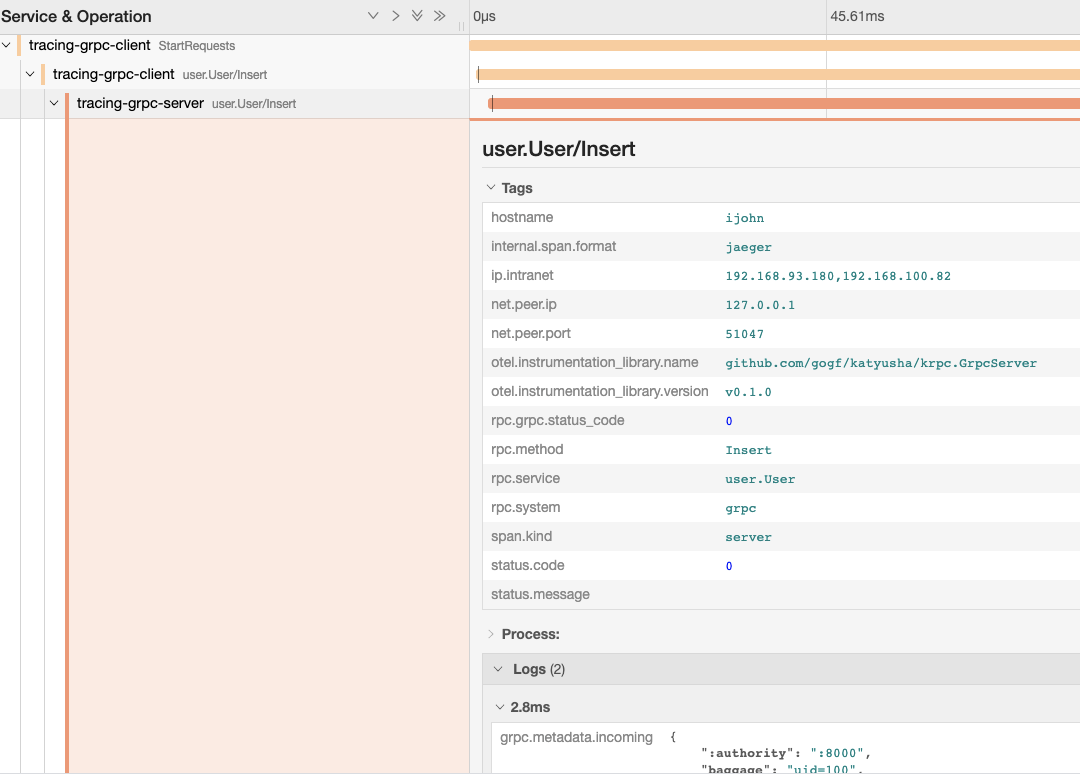 Service & Operation 0μs 45.61ms
tracing-grpc-client StartRequests
tracing-grpc-client user.User/Insert
tracing-grpc-server user.User/Insert
user.User/Insert
Tags
hostname ijohn
internal.span.format jaeger
ip.intranet 192.168.93.180,192.168.100.82
net.peer.ip 127.0.0.1
net.peer.port 51047
otel.instrumentation_library.name github.com/gogf/katyusha/krpc.GrpcServer
otel.instrumentation_library.version v0.1.0
rpc.grpc.status_code 0
rpc.method Insert
rpc.service user.User
rpc.system grpc
span.kind server
status.code 0
status.message
Process:
Logs (2)
2.8ms
grpc.metadata.incoming {
":authority": ":8000",
"baggage": "uid=100",